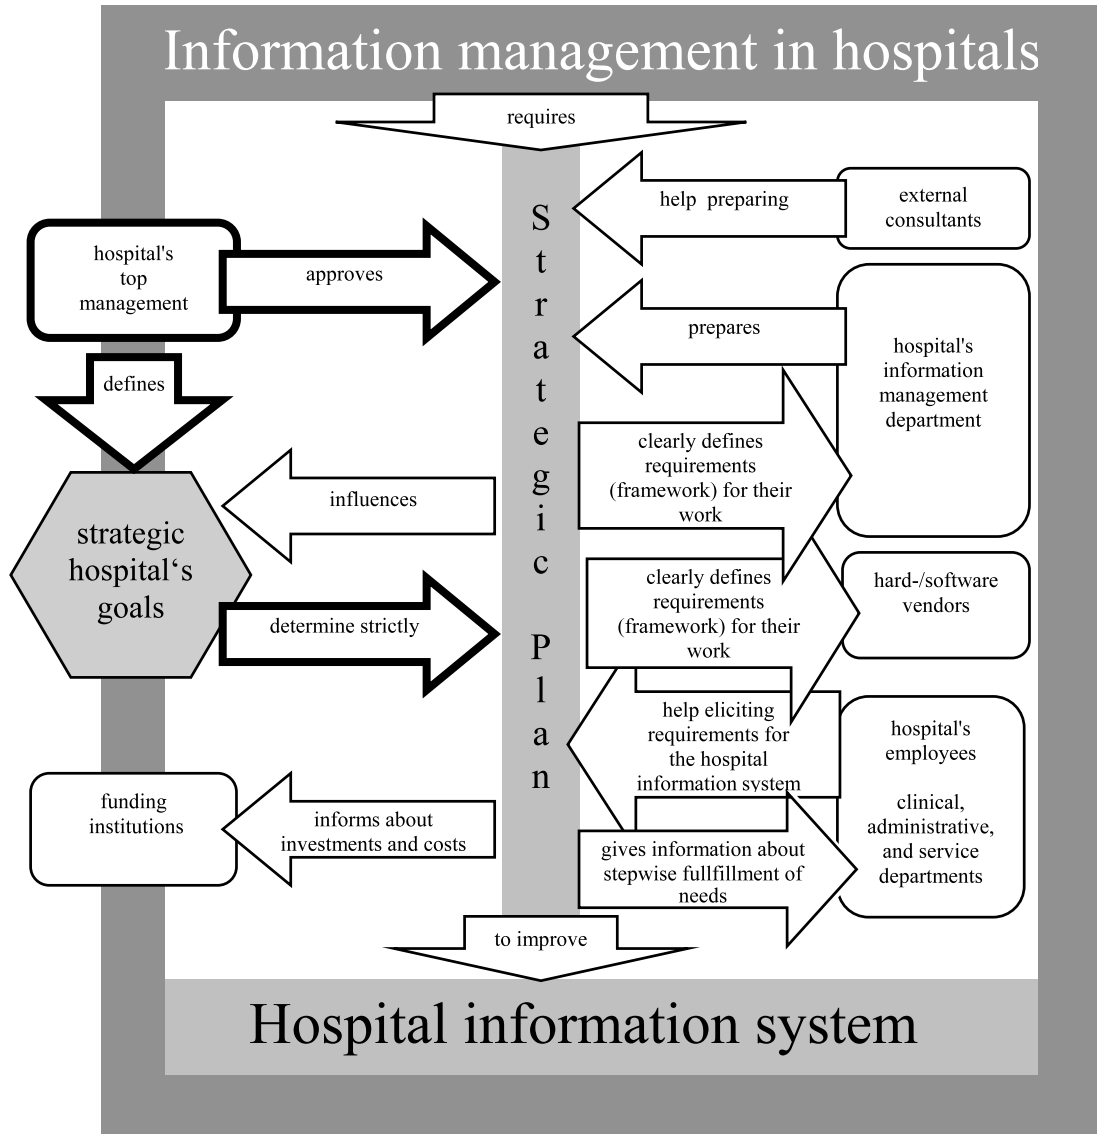 Information management in hospitals
requires
help  preparing
external
consultants
hospital's
top
management
approves
prepares
hospital's
information
management
department
defines
clearly defines
requirements
(framework) for their
work
influences
strategic
hospital‘s
goals
determine strictly
clearly defines
requirements
(framework) for their
work
hard-/software
vendors
Strategic Plan
help eliciting
requirements for
the hospital
information system
hospital's
employees
clinical,
administrative,
and service
departments
funding
institutions
informs about
investments and costs
gives information about
stepwise fullfillment of
needs
to improve
Hospital information system